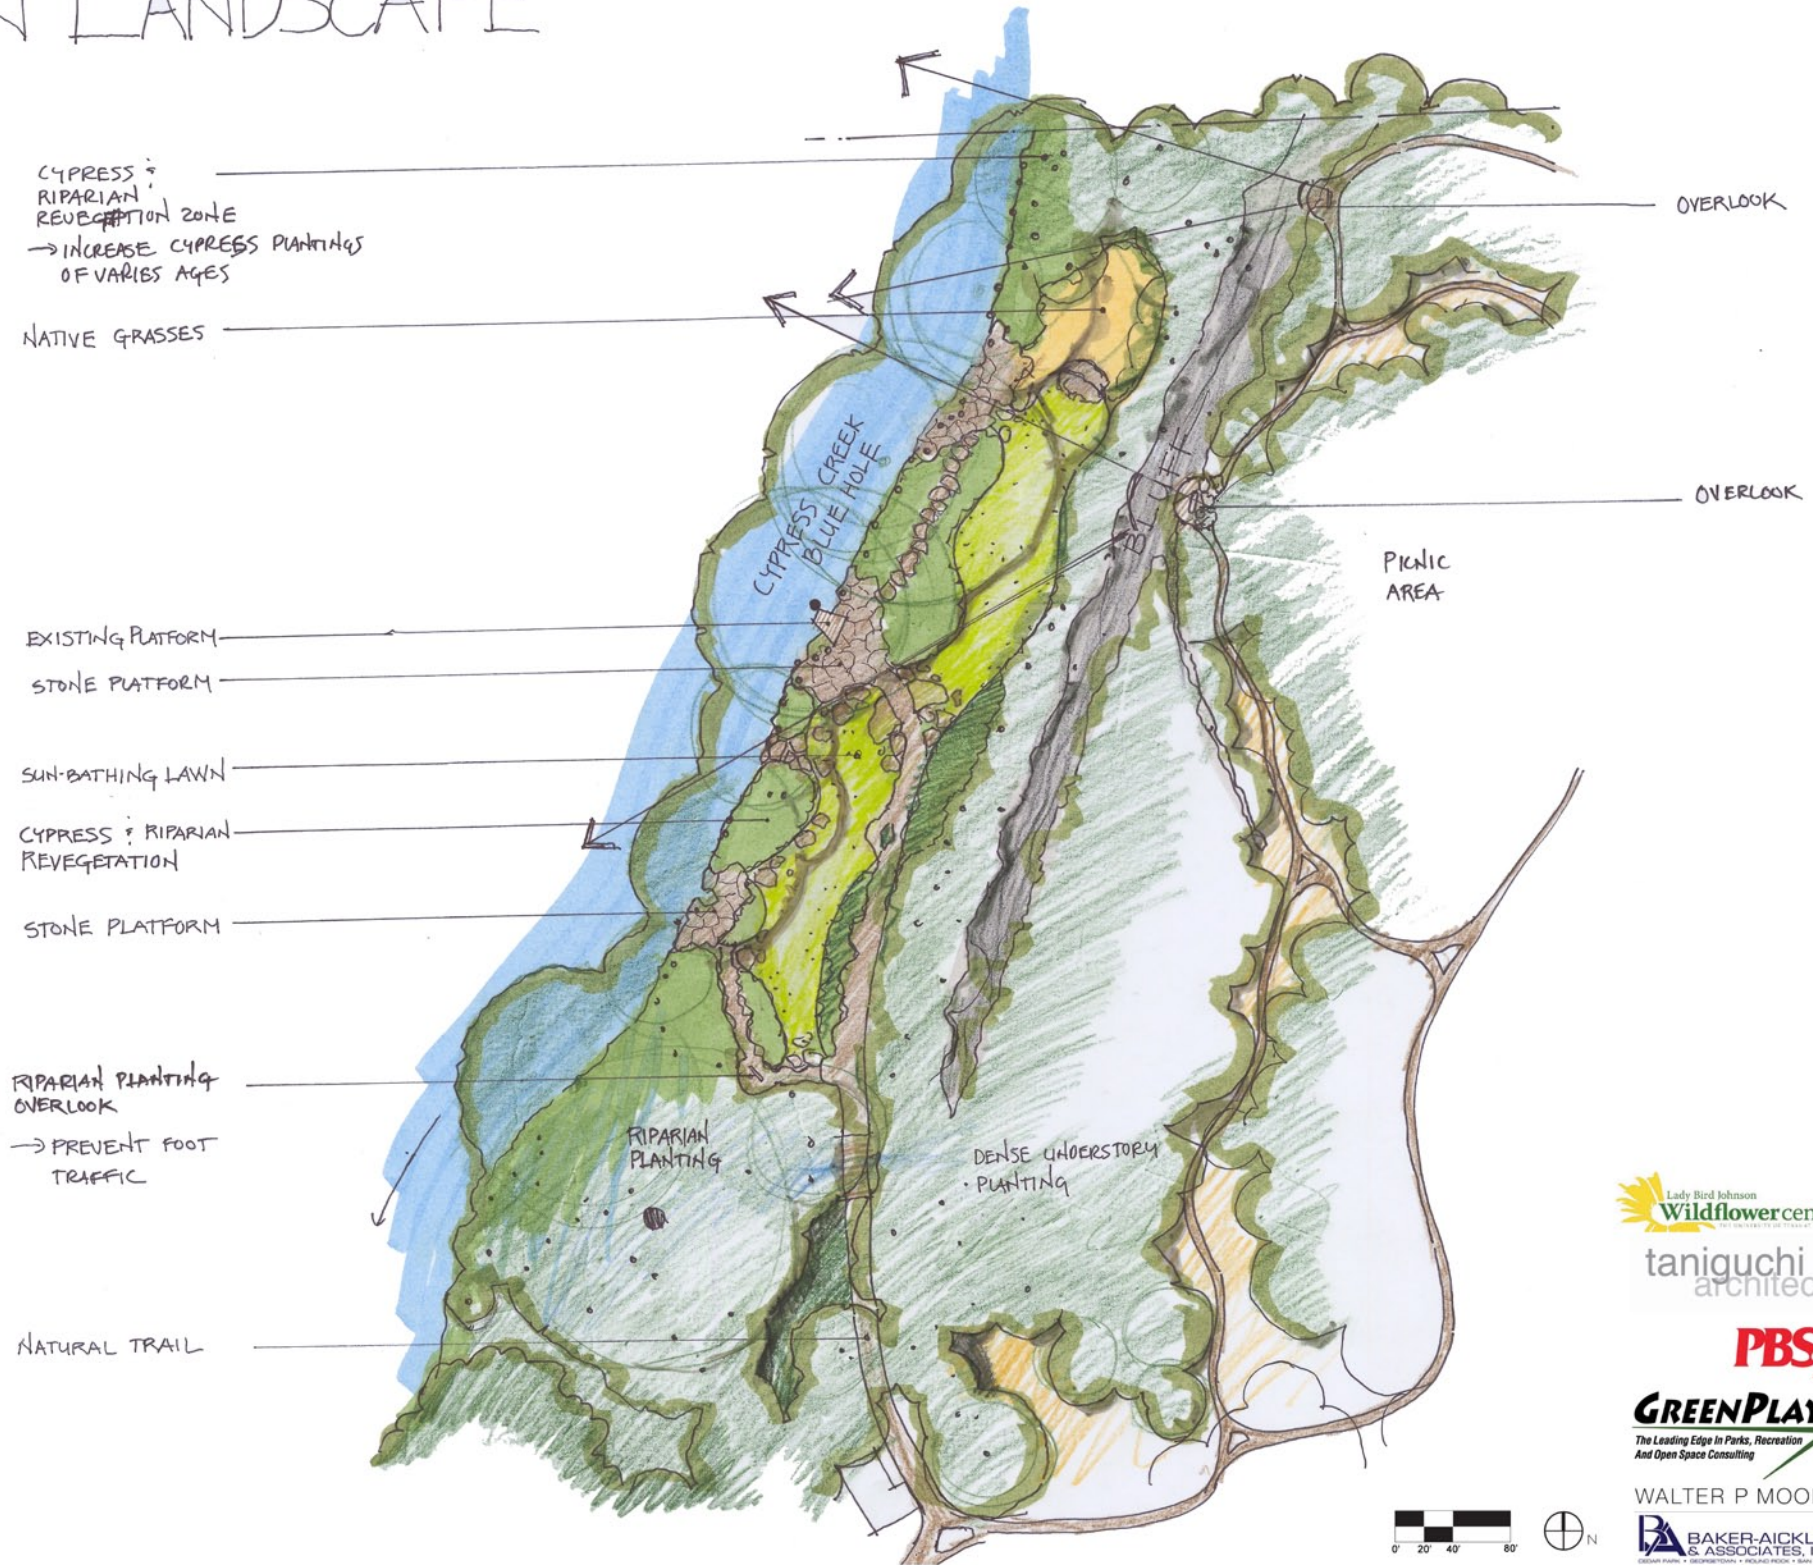 LANDSCAPE
CYPRESS &
RIPARIAN
REVEGATION ZONE
→ INCREASE CYPRESS PLANTINGS
OF VARIES AGES
NATIVE GRASSES
EXISTING PLATFORM
STONE PLATFORM
SUN-BATHING LAWN
CYPRESS & RIPARIAN
REVEGETATION
STONE PLATFORM
RIPARIAN PLANTING
OVERLOOK
→ PREVENT FOOT
TRAFFIC
NATURAL TRAIL
CYPRESS CREEK
BLUE HOLE
BLUFF
RIPARIAN
PLANTING
DENSE UNDERSTORY
PLANTING
OVERLOOK
OVERLOOK
PICNIC
AREA
Lady Bird Johnson
Wildflower cen
taniguchi
architec
PBS
GREENPLAY
The Leading Edge In Parks, Recreation
And Open Space Consulting
WALTER P MOO
BAKER-AICKL
& ASSOCIATES, I
0' 20' 40' 80'
N